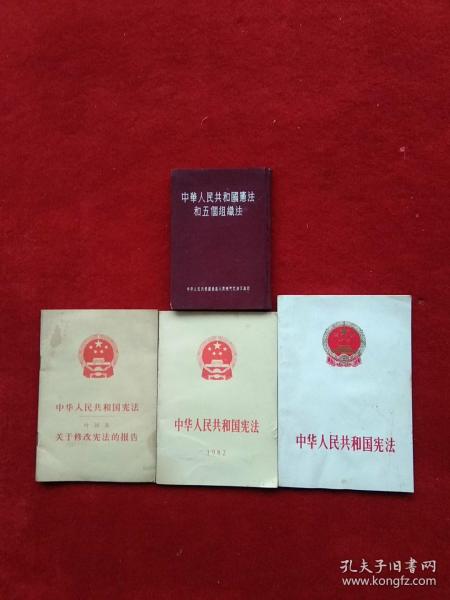 中華人民共和國憲法
和五個組織法
中华人民共和国宪法
叶剑英
关于修改宪法的报告
中华人民共和国宪法
1982
中华人民共和国宪法
孔夫子旧书网
www.kongfz.com